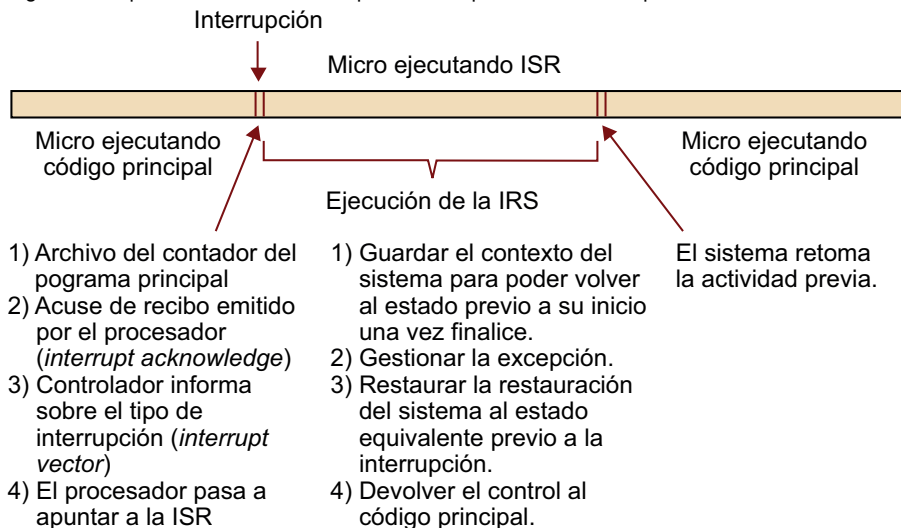 Interrupción
Micro ejecutando ISR
Micro ejecutando
código principal
Micro ejecutando
código principal
Ejecución de la IRS
1) Archivo del contador del
pograma principal
2) Acuse de recibo emitido
por el procesador
(interrupt acknowledge)
3) Controlador informa
sobre el tipo de
interrupción (interrupt
vector)
4) El procesador pasa a
apuntar a la ISR
1) Guardar el contexto del
sistema para poder volver
al estado previo a su inicio
una vez finalice.
2) Gestionar la excepción.
3) Restaurar la restauración
del sistema al estado
equivalente previo a la
interrupción.
4) Devolver el control al
código principal.
El sistema retoma
la actividad previa.